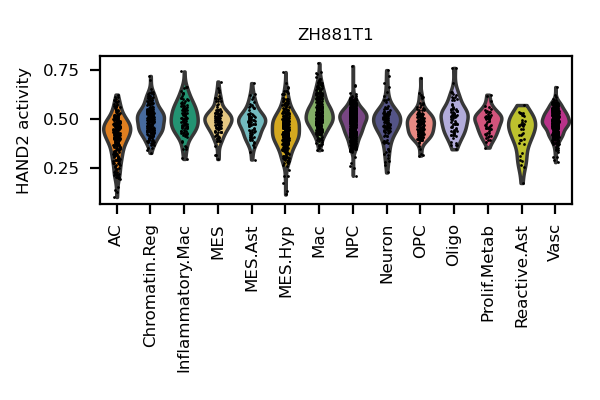 ZH881T1
HAND2 activity
0.75
0.50
0.25
AC
Chromatin.Reg
Inflammatory.Mac
MES
MES.Ast
MES.Hyp
Mac
NPC
Neuron
OPC
Oligo
Prolif.Metab
Reactive.Ast
Vasc